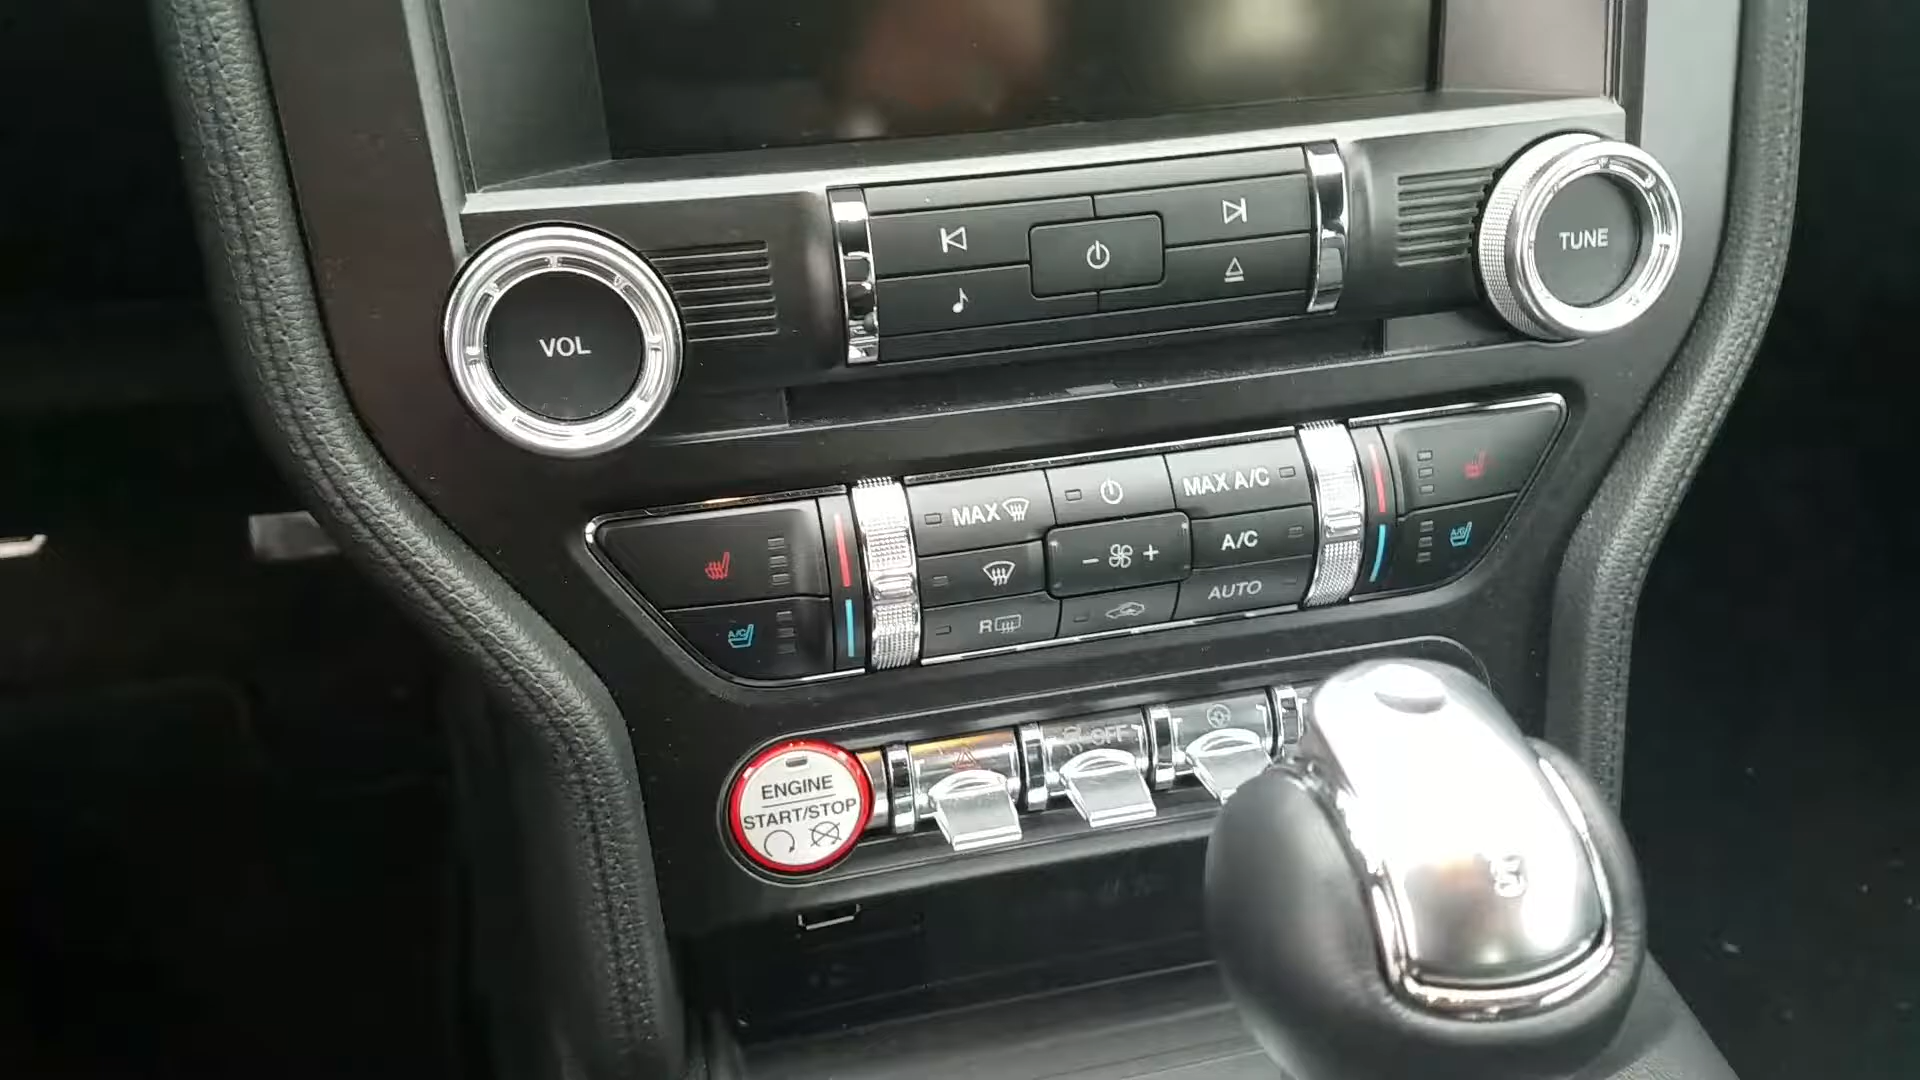 VOL
TUNE
MAX
MAX A/C
A/C
AUTO
R
A/C
A/C
OFF
ENGINE
START/STOP